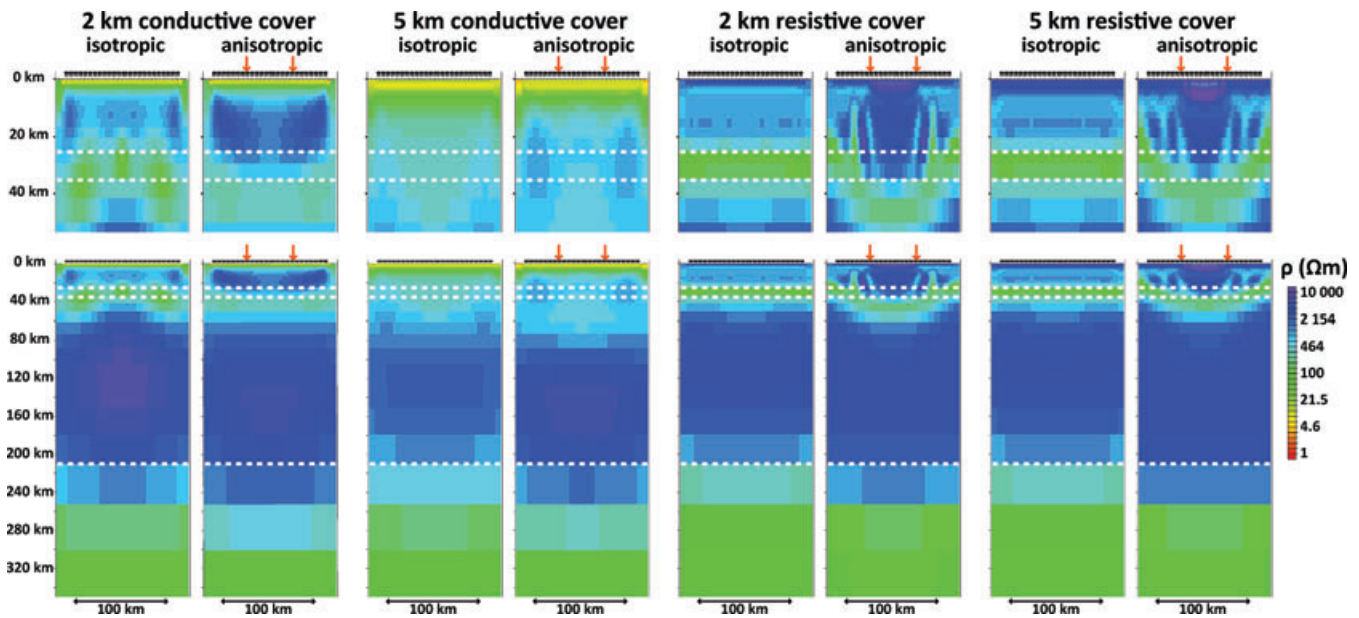 2 km conductive cover 5 km conductive cover 2 km resistive cover 5 km resistive cover
isotropic anisotropic isotropic anisotropic isotropic anisotropic isotropic anisotropic
0 km
20 km
40 km
0 km
40 km
80 km
120 km
160 km
200 km
240 km
280 km
320 km
ρ (Ωm)
10 000
2 154
464
100
21.5
4.6
1
100 km 100 km 100 km 100 km 100 km 100 km 100 km 100 km